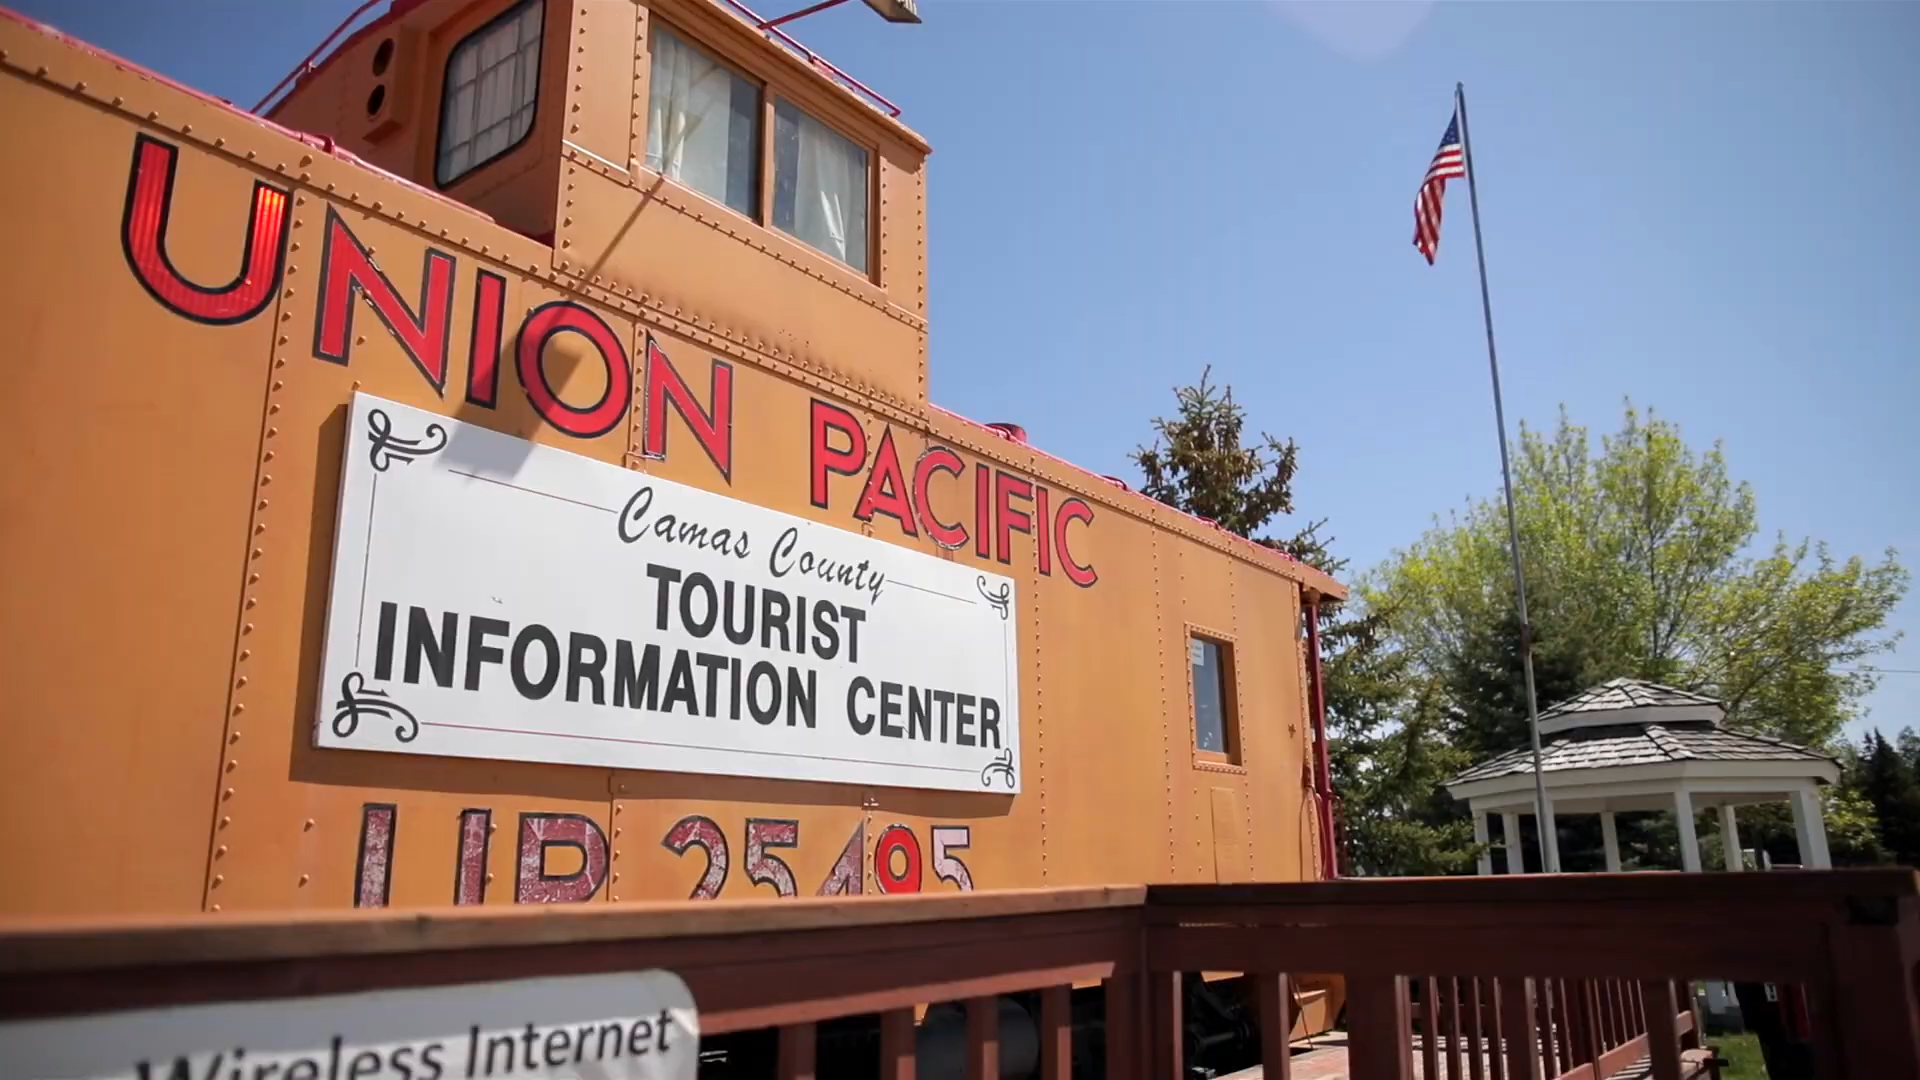 UNION PACIFIC
Camas County
TOURIST
INFORMATION CENTER
UP 25495
Wireless Internet